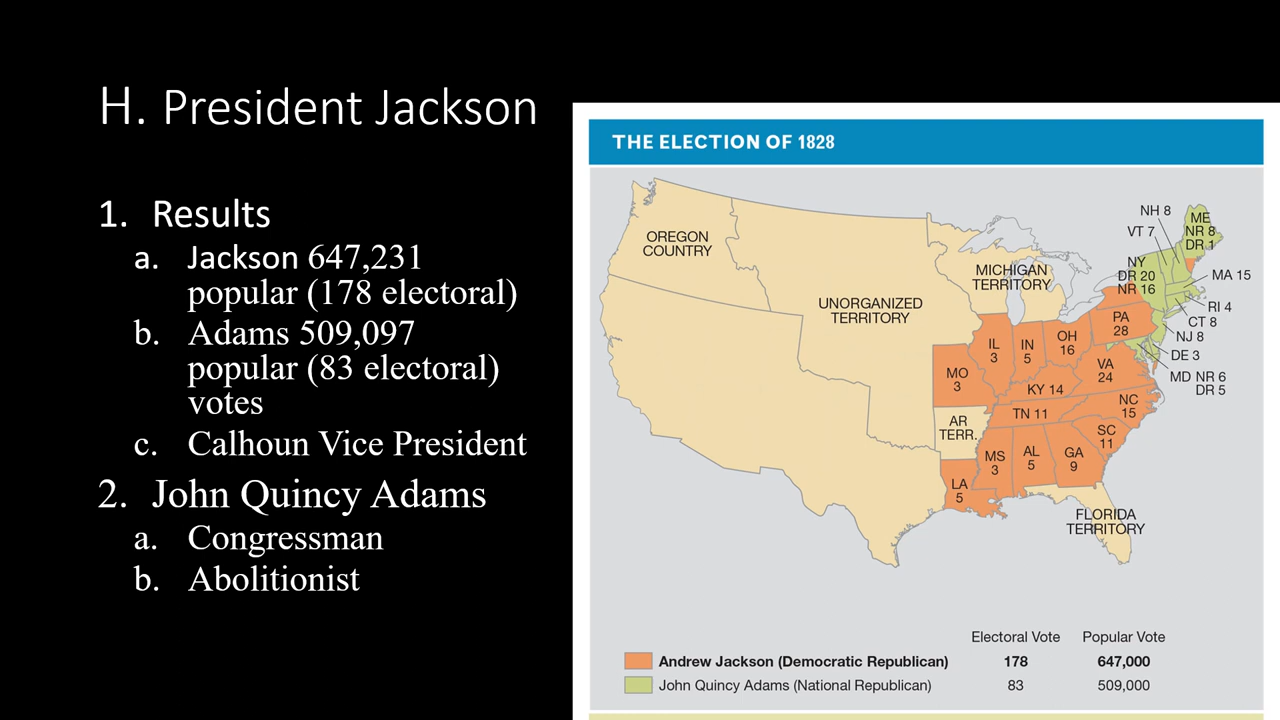 H. President Jackson
1. Results
a. Jackson 647,231
popular (178 electoral)
b. Adams 509,097
popular (83 electoral)
votes
c. Calhoun Vice President
2. John Quincy Adams
a. Congressman
b. Abolitionist
THE ELECTION OF 1828
OREGON
COUNTRY
UNORGANIZED
TERRITORY
MICHIGAN
TERRITORY
NH 8
VT 7
ME
NR 8
DR 1
NY
DR 20
NR 16
MA 15
RI 4
CT 8
NJ 8
DE 3
MD NR 6
DR 5
PA
28
OH
16
IN
5
IL
3
MO
3
VA
24
KY 14
NC
15
TN 11
AR
TERR.
SC
11
MS
3
AL
5
GA
9
LA
5
FLORIDA
TERRITORY
Electoral Vote Popular Vote
Andrew Jackson (Democratic Republican) 178 647,000
John Quincy Adams (National Republican) 83 509,000